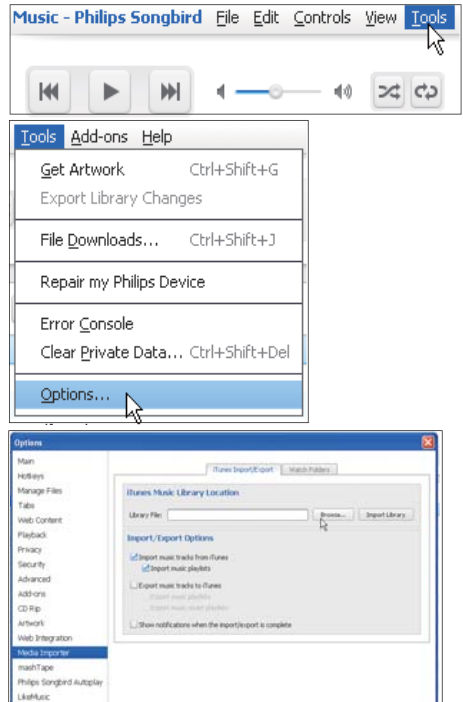 Music - Philips Songbird File Edit Controls View Tools
Tools Add-ons Help
Get Artwork Ctrl+Shift+G
Export Library Changes
File Downloads... Ctrl+Shift+J
Repair my Philips Device
Error Console
Clear Private Data... Ctrl+Shift+Del
Options...
Options
Main
Hotkeys
Manage Files
Tabs
Web Content
Playback
Privacy
Security
Advanced
Add-ons
CD Rip
Artwork
Web Integration
Media Importer
mashTape
Philips Songbird Autoplay
LikeMusic
iTunes Import/Export Watch Folders
iTunes Music Library Location
Library File: Browse... Import Library
Import/Export Options
Import music tracks from iTunes
Import music playlists
Export music tracks to iTunes
Export music playlists
Export music smart playlists
Show notifications when the import/export is complete